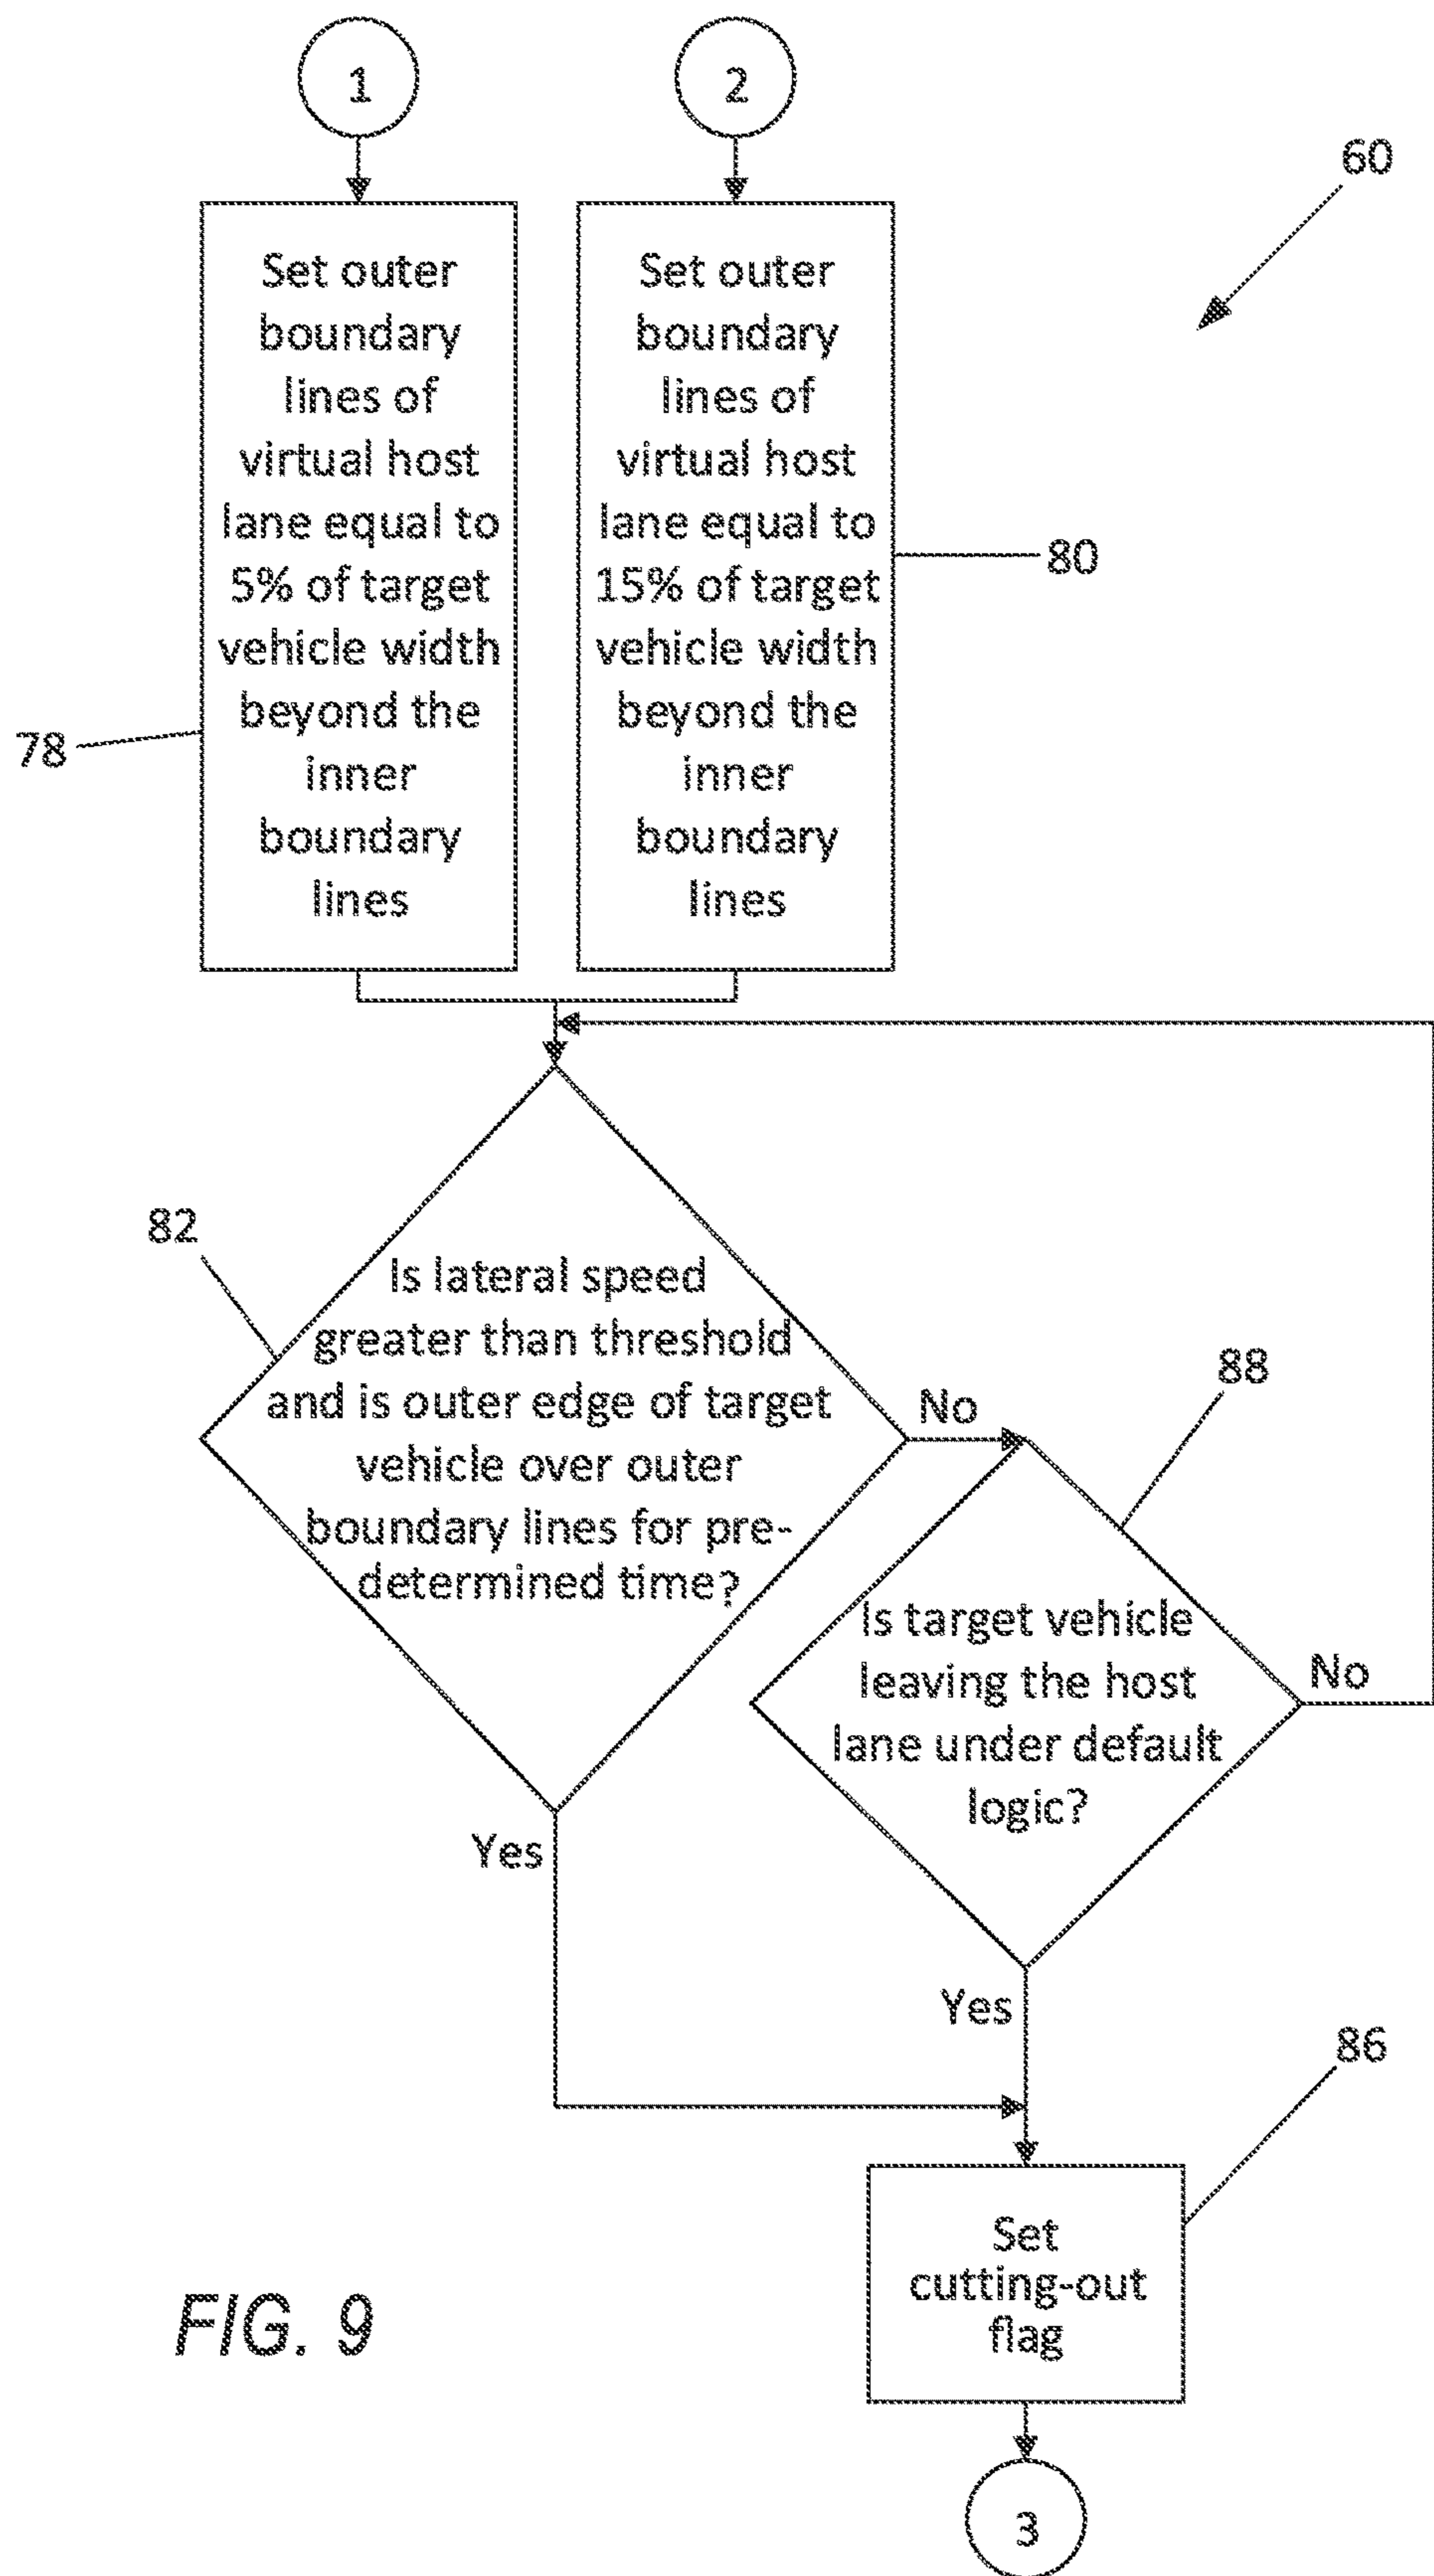 1
2
60
Set outer
boundary
lines of
virtual host
lane equal to
5% of target
vehicle width
beyond the
inner
boundary
lines
78
Set outer
boundary
lines of
virtual host
lane equal to
15% of target
vehicle width
beyond the
inner
boundary
lines
80
82
Is lateral speed
greater than threshold
and is outer edge of target
vehicle over outer
boundary lines for pre-
determined time?
No
Yes
88
Is target vehicle
leaving the host
lane under default
logic?
No
Yes
86
Set
cutting-out
flag
3
FIG. 9